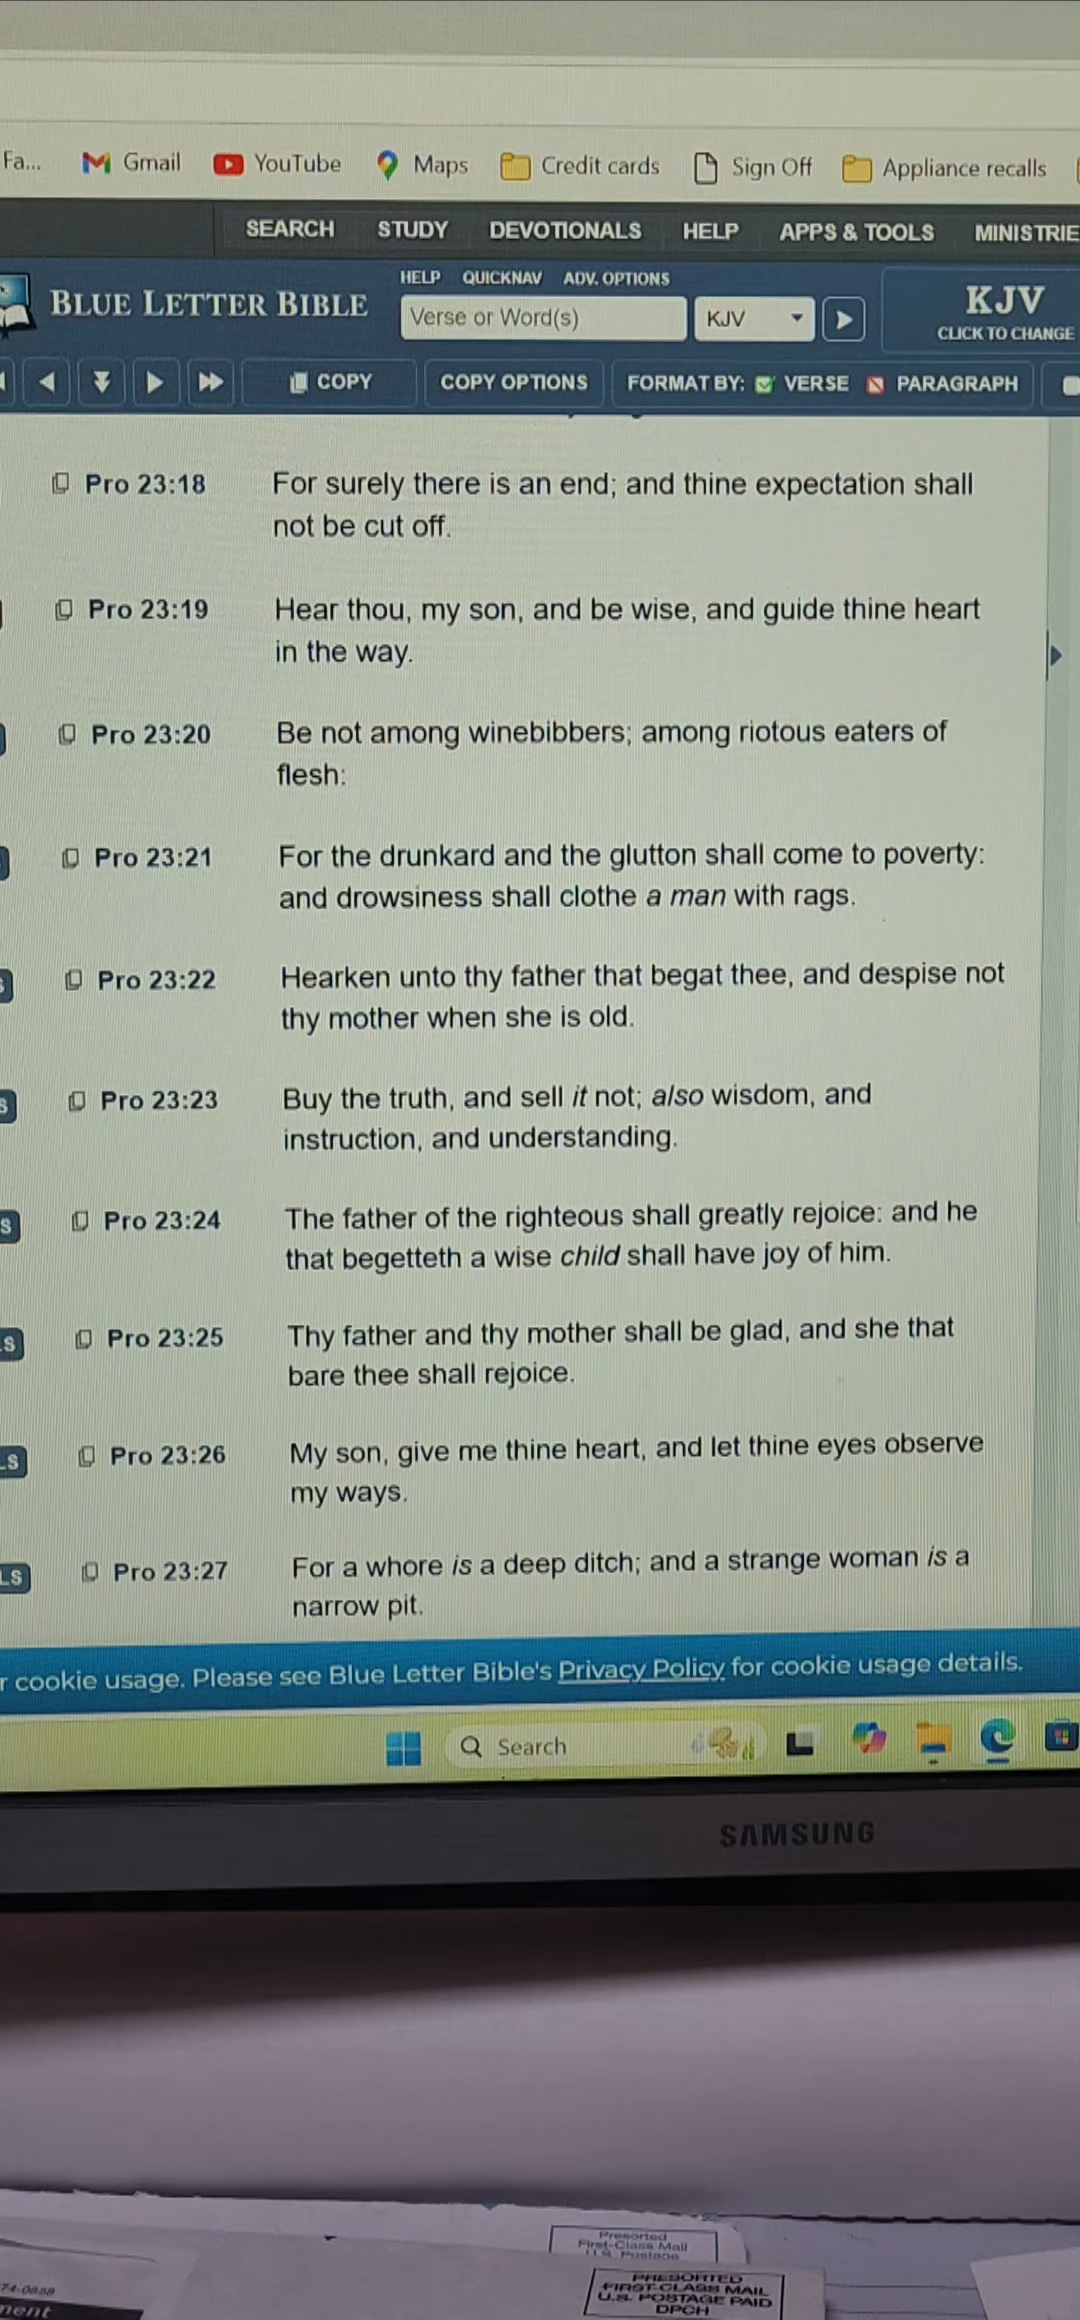 Fa... Gmail YouTube Maps Credit cards Sign Off Appliance recalls
SEARCH STUDY DEVOTIONALS HELP APPS & TOOLS MINISTRIE
HELP QUICKNAV ADV. OPTIONS
BLUE LETTER BIBLE Verse or Word(s) KJV KJV
CLICK TO CHANGE
COPY COPY OPTIONS FORMAT BY: VERSE PARAGRAPH
Pro 23:18 For surely there is an end; and thine expectation shall
not be cut off.
Pro 23:19 Hear thou, my son, and be wise, and guide thine heart
in the way.
Pro 23:20 Be not among winebibbers; among riotous eaters of
flesh:
Pro 23:21 For the drunkard and the glutton shall come to poverty:
and drowsiness shall clothe a man with rags.
S Pro 23:22 Hearken unto thy father that begat thee, and despise not
thy mother when she is old.
S Pro 23:23 Buy the truth, and sell it not; also wisdom, and
instruction, and understanding.
S Pro 23:24 The father of the righteous shall greatly rejoice: and he
that begetteth a wise child shall have joy of him.
S Pro 23:25 Thy father and thy mother shall be glad, and she that
bare thee shall rejoice.
LS Pro 23:26 My son, give me thine heart, and let thine eyes observe
my ways.
LS Pro 23:27 For a whore is a deep ditch; and a strange woman is a
narrow pit.
r cookie usage. Please see Blue Letter Bible's Privacy Policy for cookie usage details.
Search
SAMSUNG
Presorted
First-Class Mail
U.S. Postage
PRESORTED
FIRST-CLASS MAIL
U.S. POSTAGE PAID
DPCH
74-0858
ment